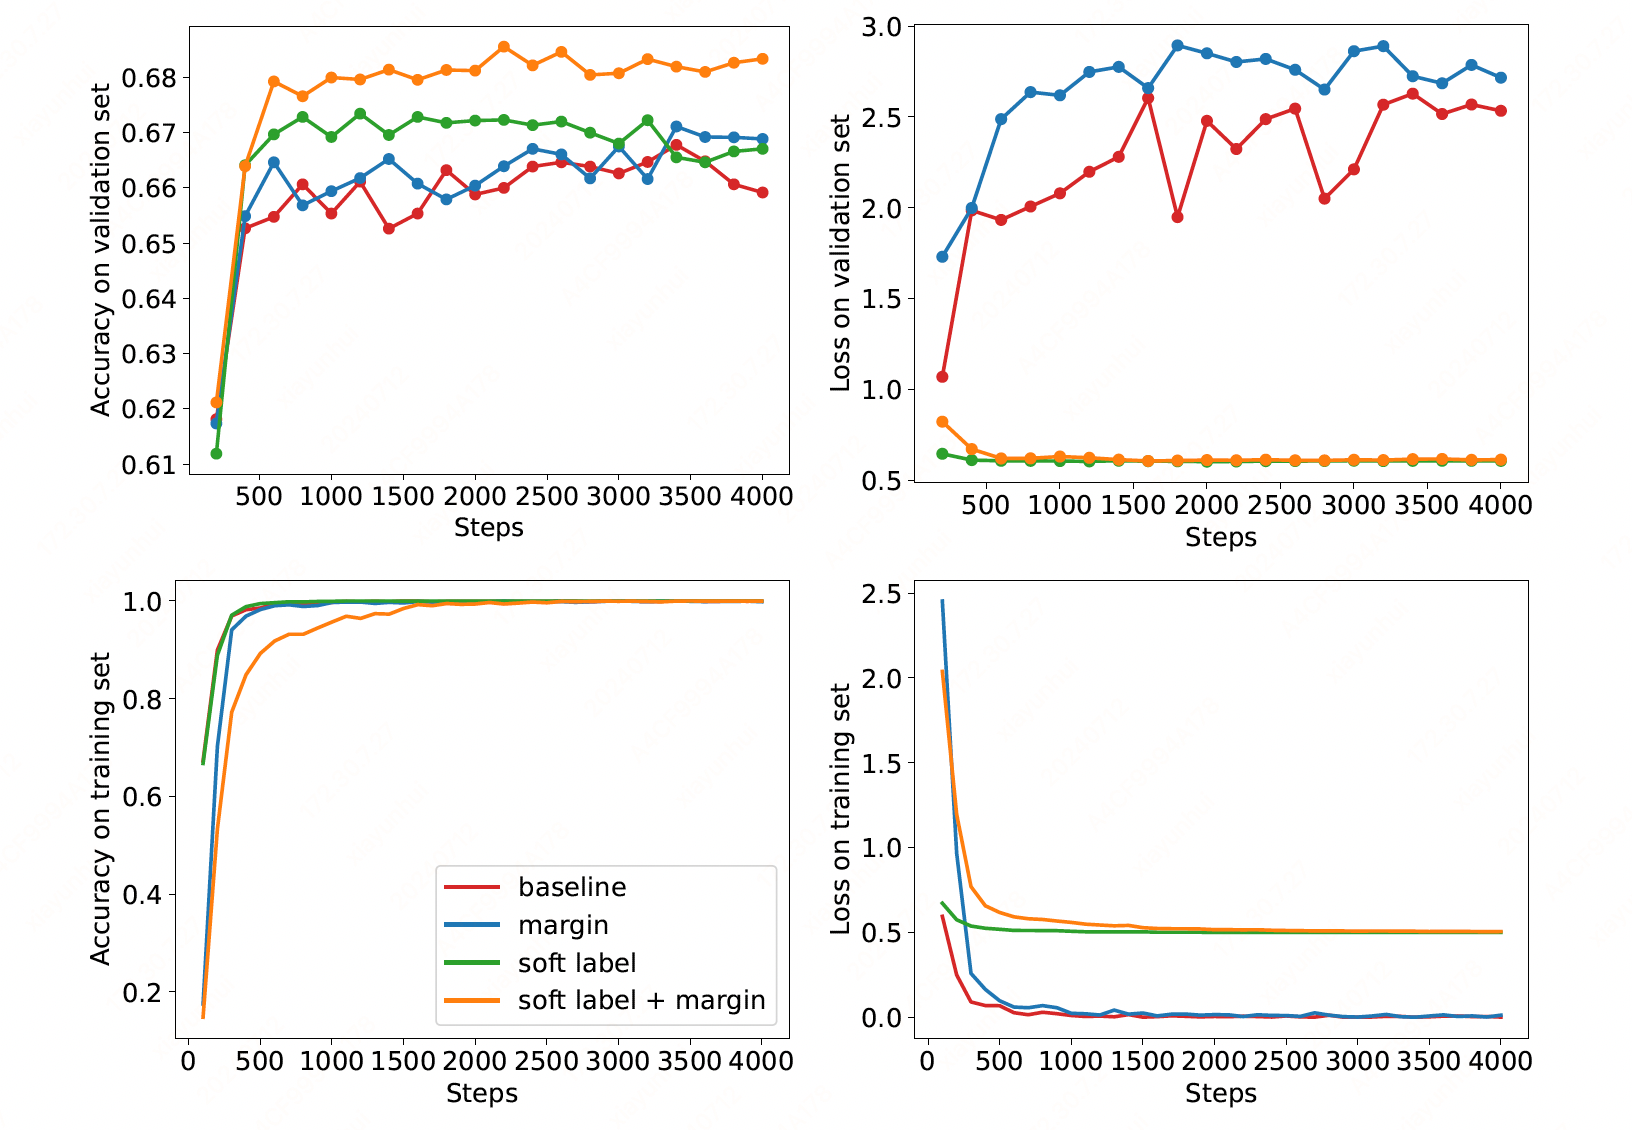 Accuracy on validation set
0.68
0.67
0.66
0.65
0.64
0.63
0.62
0.61
500 1000 1500 2000 2500 3000 3500 4000
Steps
Loss on validation set
3.0
2.5
2.0
1.5
1.0
0.5
500 1000 1500 2000 2500 3000 3500 4000
Steps
Accuracy on training set
1.0
0.8
0.6
0.4
0.2
baseline
margin
soft label
soft label + margin
0 500 1000 1500 2000 2500 3000 3500 4000
Steps
Loss on training set
2.5
2.0
1.5
1.0
0.5
0.0
0 500 1000 1500 2000 2500 3000 3500 4000
Steps